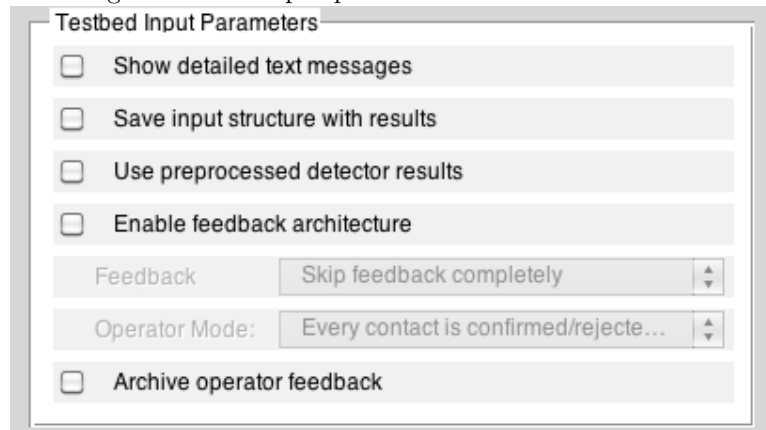 Testbed Input Parameters
Show detailed text messages
Save input structure with results
Use preprocessed detector results
Enable feedback architecture
Feedback Skip feedback completely
Operator Mode: Every contact is confirmed/rejecte...
Archive operator feedback